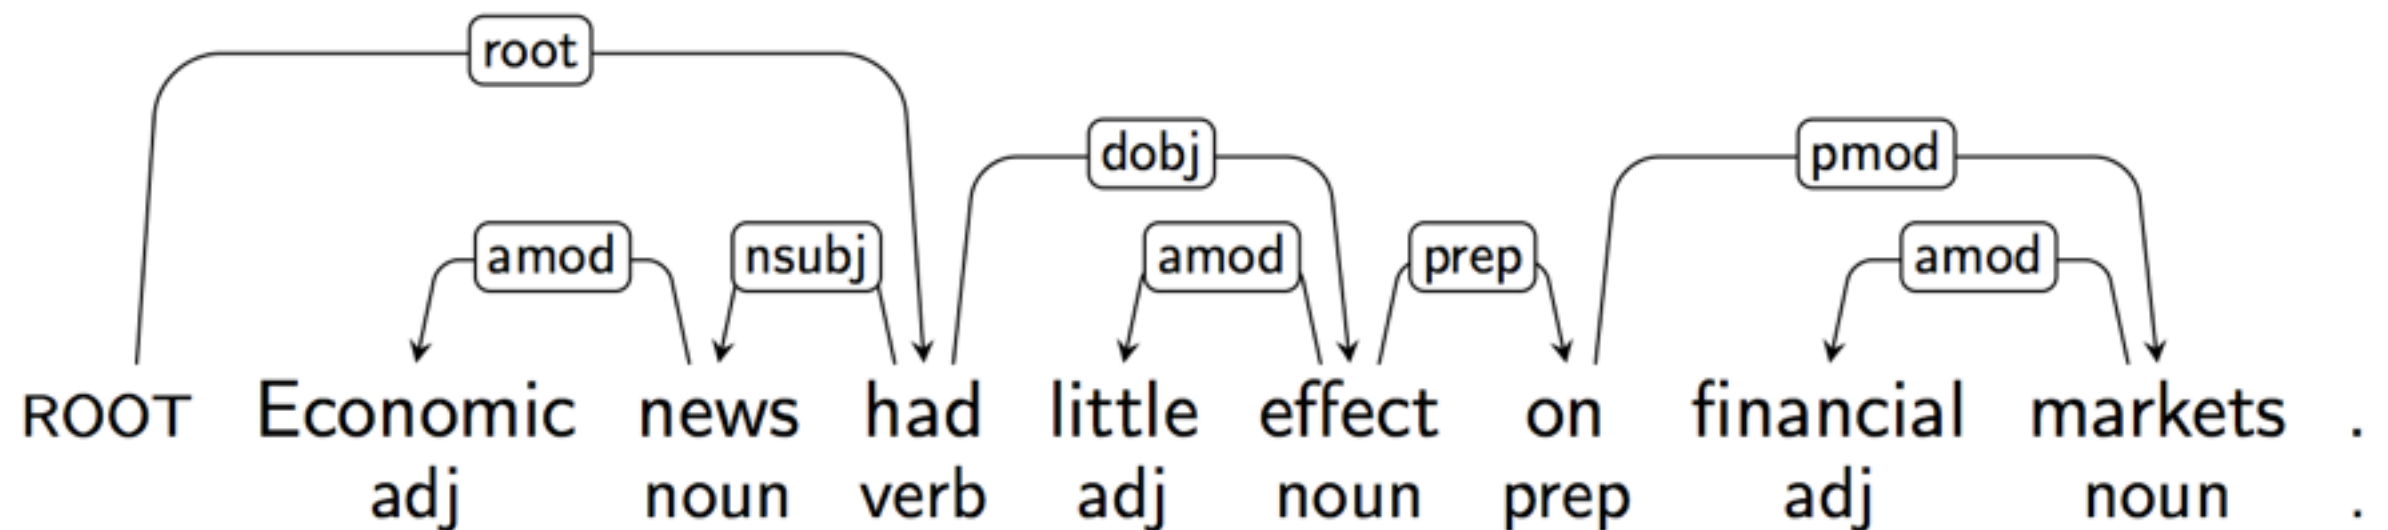 root
dobj pmod
amod nsubj amod prep amod
ROOT Economic news had little effect on financial markets .
adj noun verb adj noun prep adj noun .